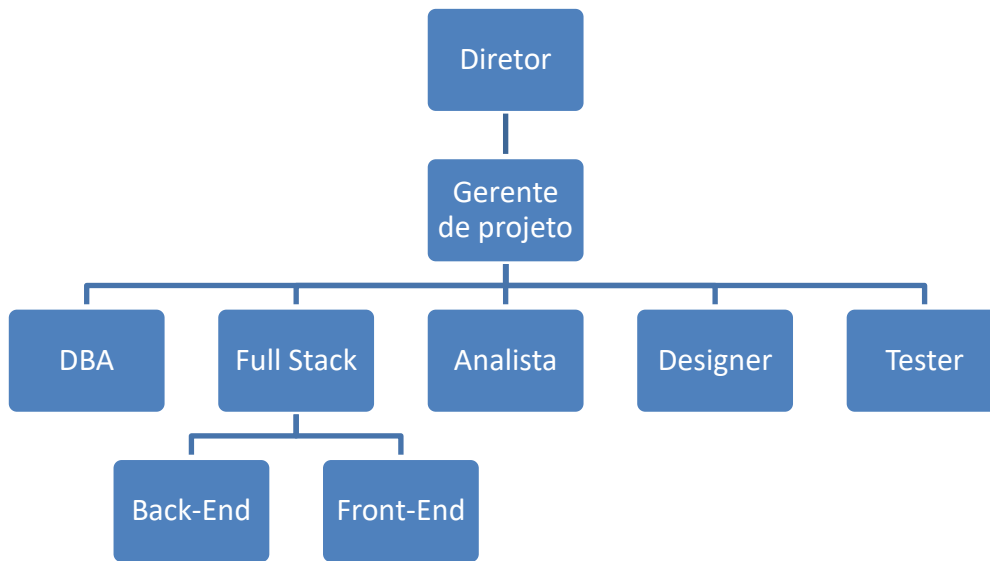 Diretor
Gerente
de projeto
DBA
Full Stack
Analista
Designer
Tester
Back-End
Front-End